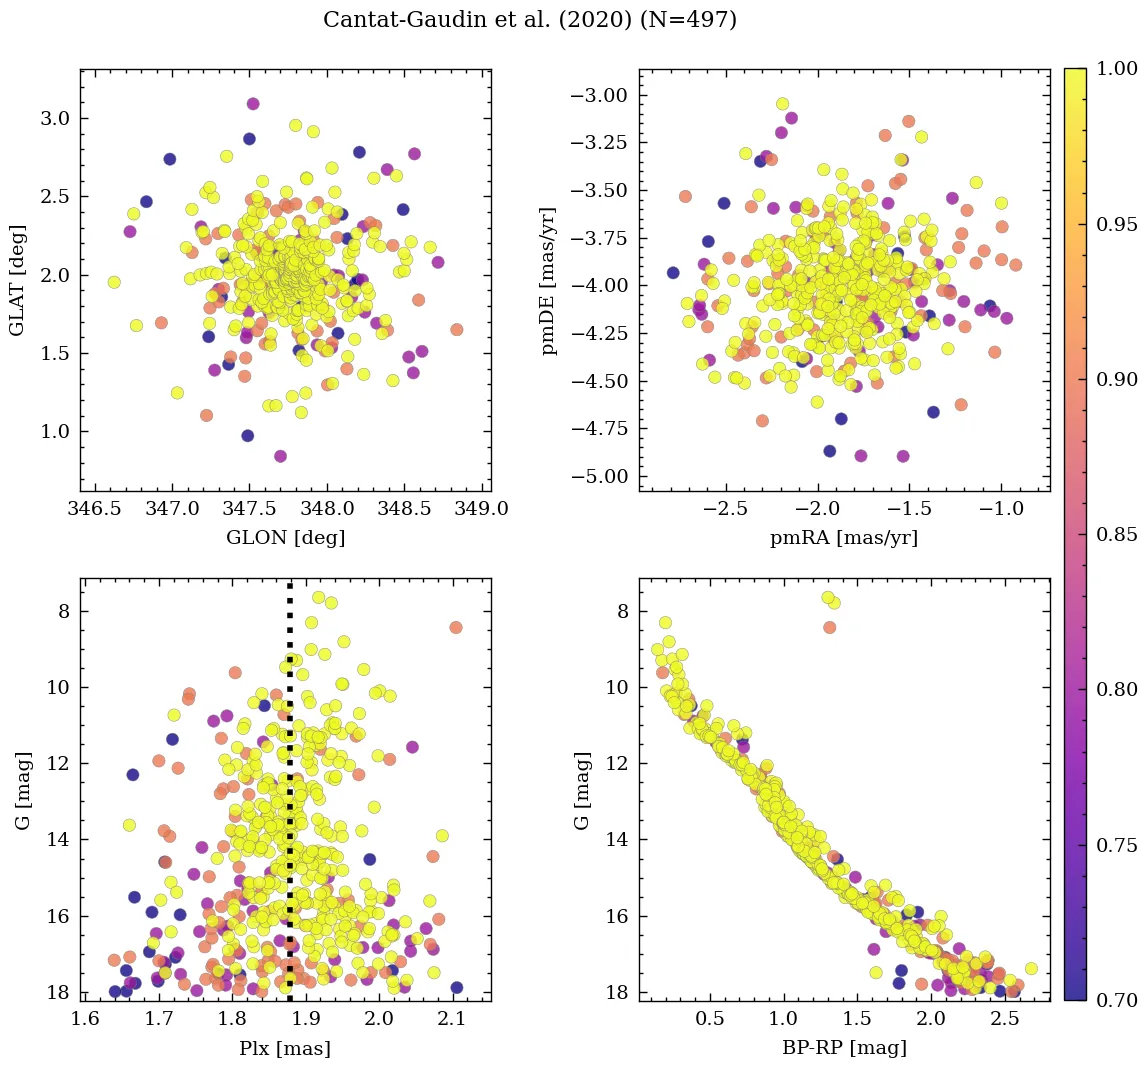 Cantat-Gaudin et al. (2020) (N=497)
3.0
2.5
2.0
1.5
1.0
GLAT [deg]
346.5 347.0 347.5 348.0 348.5 349.0
GLON [deg]
−3.00
−3.25
−3.50
−3.75
−4.00
−4.25
−4.50
−4.75
−5.00
pmDE [mas/yr]
−2.5 −2.0 −1.5 −1.0
pmRA [mas/yr]
1.00
0.95
0.90
0.85
0.80
0.75
0.70
8
10
12
14
16
18
G [mag]
1.6 1.7 1.8 1.9 2.0 2.1
Plx [mas]
8
10
12
14
16
18
G [mag]
0.5 1.0 1.5 2.0 2.5
BP-RP [mag]